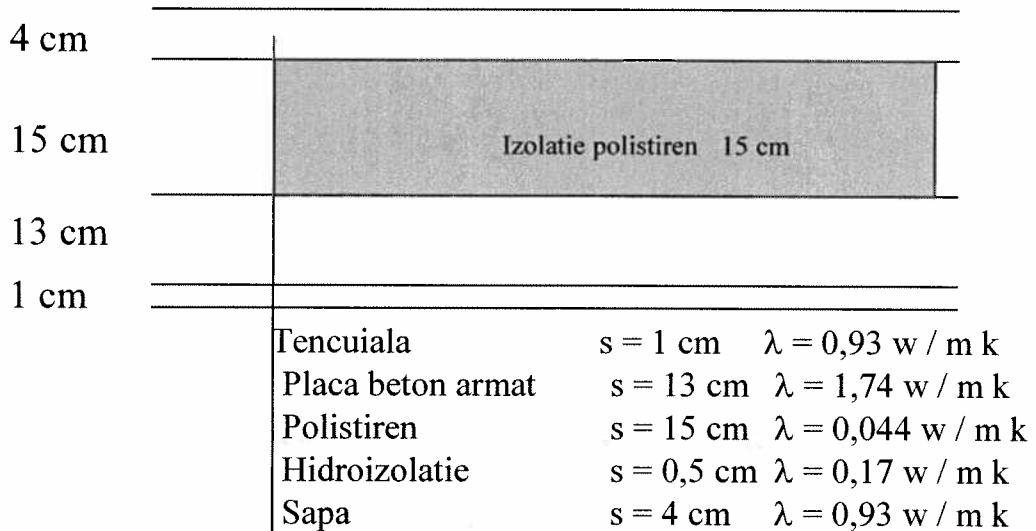 4 cm
15 cm
Izolatie polistiren 15 cm
13 cm
1 cm
Tencuiala s = 1 cm λ = 0,93 w / m k
Placa beton armat s = 13 cm λ = 1,74 w / m k
Polistiren s = 15 cm λ = 0,044 w / m k
Hidroizolatie s = 0,5 cm λ = 0,17 w / m k
Sapa s = 4 cm λ = 0,93 w / m k